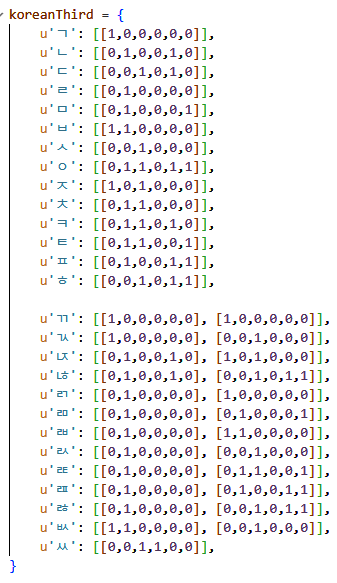 koreanThird = {
u'ㄱ': [[1,0,0,0,0,0]],
u'ㄴ': [[0,1,0,0,1,0]],
u'ㄷ': [[0,0,1,0,1,0]],
u'ㄹ': [[0,1,0,0,0,0]],
u'ㅁ': [[0,1,0,0,0,1]],
u'ㅂ': [[1,1,0,0,0,0]],
u'ㅅ': [[0,0,1,0,0,0]],
u'ㅇ': [[0,1,1,0,1,1]],
u'ㅈ': [[1,0,1,0,0,0]],
u'ㅊ': [[0,1,1,0,0,0]],
u'ㅋ': [[0,1,1,0,1,0]],
u'ㅌ': [[0,1,1,0,0,1]],
u'ㅍ': [[0,1,0,0,1,1]],
u'ㅎ': [[0,0,1,0,1,1]],
u'ㄲ': [[1,0,0,0,0,0], [1,0,0,0,0,0]],
u'ㄳ': [[1,0,0,0,0,0], [0,0,1,0,0,0]],
u'ㄵ': [[0,1,0,0,1,0], [1,0,1,0,0,0]],
u'ㄶ': [[0,1,0,0,1,0], [0,0,1,0,1,1]],
u'ㄺ': [[0,1,0,0,0,0], [1,0,0,0,0,0]],
u'ㄻ': [[0,1,0,0,0,0], [0,1,0,0,0,1]],
u'ㄼ': [[0,1,0,0,0,0], [1,1,0,0,0,0]],
u'ㄽ': [[0,1,0,0,0,0], [0,0,1,0,0,0]],
u'ㄾ': [[0,1,0,0,0,0], [0,1,1,0,0,1]],
u'ㄿ': [[0,1,0,0,0,0], [0,1,0,0,1,1]],
u'ㅀ': [[0,1,0,0,0,0], [0,0,1,0,1,1]],
u'ㅄ': [[1,1,0,0,0,0], [0,0,1,0,0,0]],
u'ㅆ': [[0,0,1,1,0,0]],
}